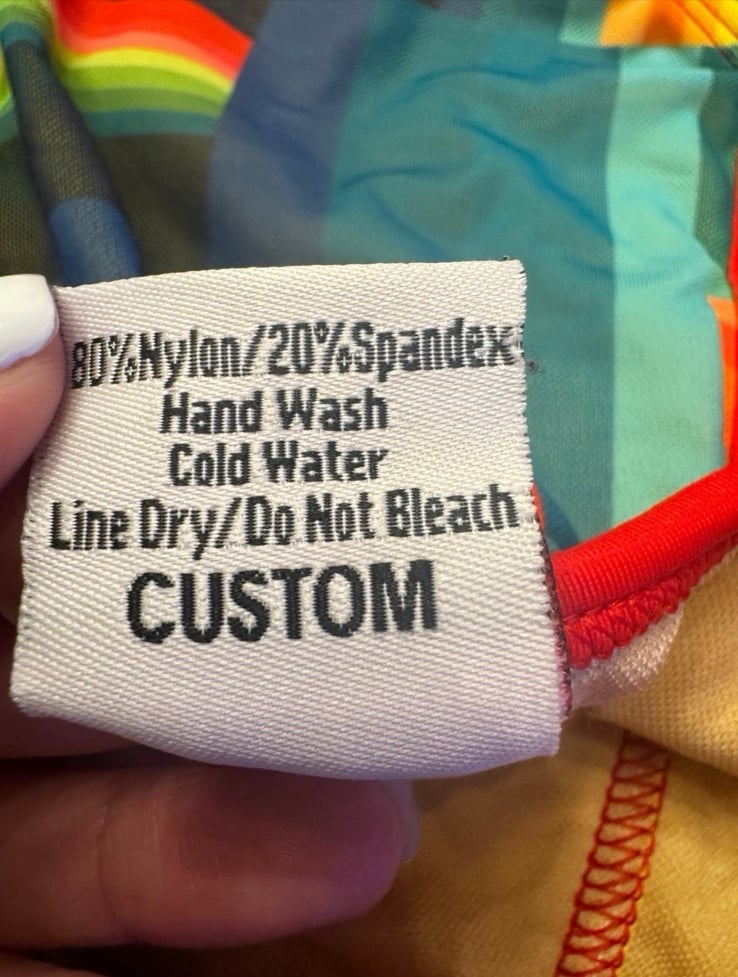 80%Nylon/20%Spandex
Hand Wash
Cold Water
Line Dry/Do Not Bleach
CUSTOM